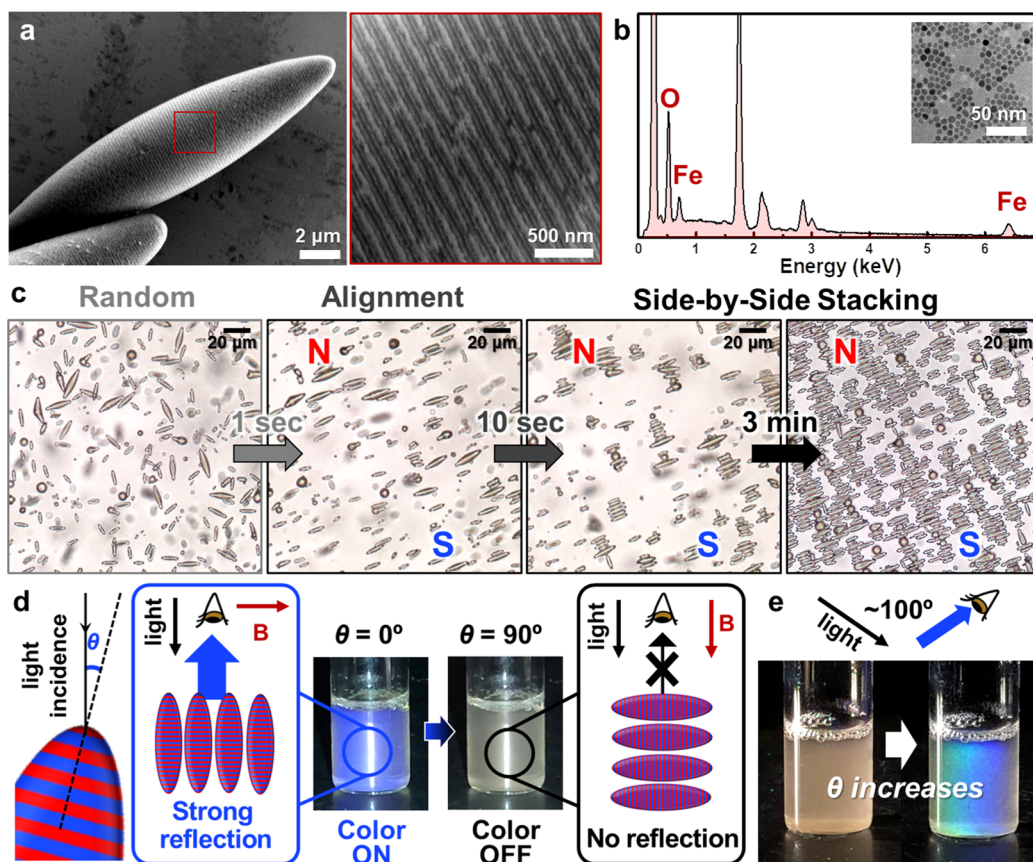 a
2 μm
500 nm
b
O
Fe
Fe
50 nm
0 1 2 3 4 5 6
Energy (keV)
c
Random
Alignment
Side-by-Side Stacking
20 μm
1 sec
N
S
20 μm
10 sec
N
S
20 μm
3 min
N
S
20 μm
d
light
incidence
θ
light
B
Strong
reflection
θ = 0º
Color
ON
θ = 90º
Color
OFF
light
B
No reflection
e
light
~100º
θ increases